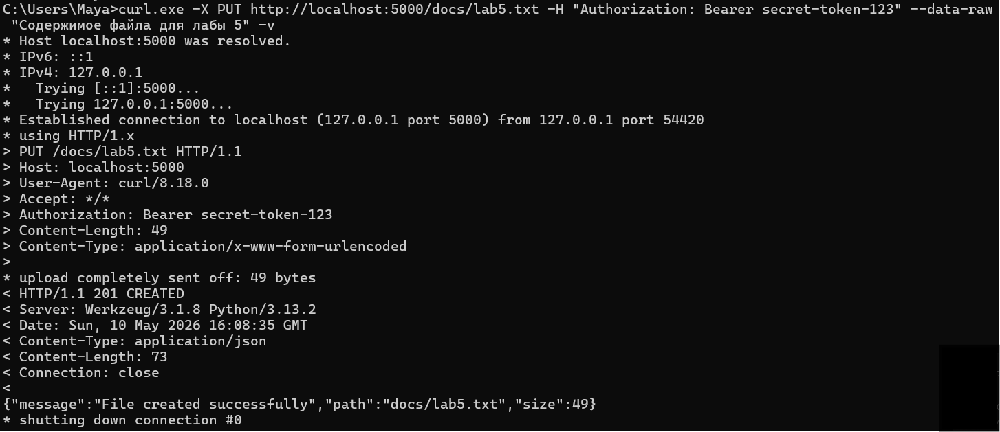 C:\Users\Maya>curl.exe -X PUT http://localhost:5000/docs/lab5.txt -H "Authorization: Bearer secret-token-123" --data-raw
 "Содержимое файла для лабы 5" -v
* Host localhost:5000 was resolved.
* IPv6: ::1
* IPv4: 127.0.0.1
*   Trying [::1]:5000...
*   Trying 127.0.0.1:5000...
* Established connection to localhost (127.0.0.1 port 5000) from 127.0.0.1 port 54420
* using HTTP/1.x
> PUT /docs/lab5.txt HTTP/1.1
> Host: localhost:5000
> User-Agent: curl/8.18.0
> Accept: */*
> Authorization: Bearer secret-token-123
> Content-Length: 49
> Content-Type: application/x-www-form-urlencoded
>
* upload completely sent off: 49 bytes
< HTTP/1.1 201 CREATED
< Server: Werkzeug/3.1.8 Python/3.13.2
< Date: Sun, 10 May 2026 16:08:35 GMT
< Content-Type: application/json
< Content-Length: 73
< Connection: close
<
{"message":"File created successfully","path":"docs/lab5.txt","size":49}
* shutting down connection #0